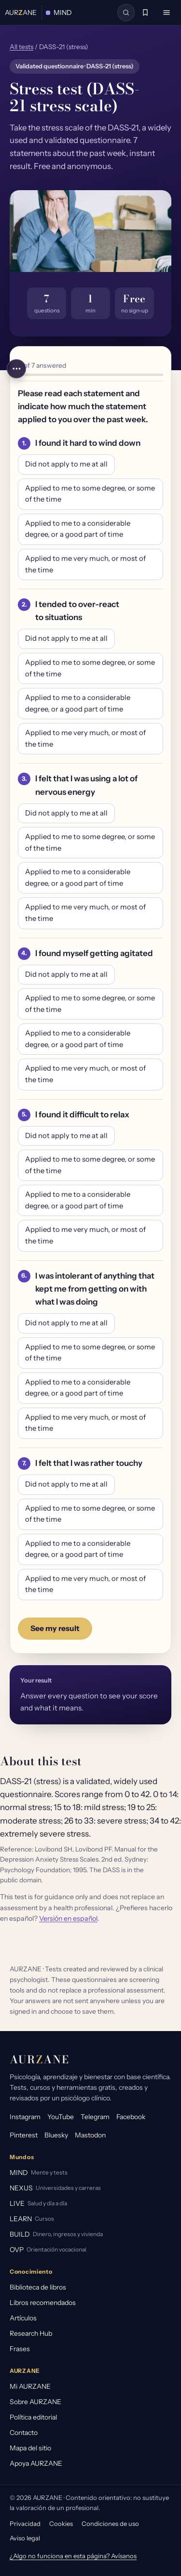 AURZANE MIND
All tests / DASS-21 (stress)
Validated questionnaire · DASS-21 (stress)
Stress test (DASS-
21 stress scale)
Take the stress scale of the DASS-21, a widely
used and validated questionnaire. 7
statements about the past week, instant
result. Free and anonymous.
7
questions
1
min
Free
no sign-up
f 7 answered
Please read each statement and
indicate how much the statement
applied to you over the past week.
1. I found it hard to wind down
Did not apply to me at all
Applied to me to some degree, or some
of the time
Applied to me to a considerable
degree, or a good part of time
Applied to me very much, or most of
the time
2. I tended to over-react
to situations
Did not apply to me at all
Applied to me to some degree, or some
of the time
Applied to me to a considerable
degree, or a good part of time
Applied to me very much, or most of
the time
3. I felt that I was using a lot of
nervous energy
Did not apply to me at all
Applied to me to some degree, or some
of the time
Applied to me to a considerable
degree, or a good part of time
Applied to me very much, or most of
the time
4. I found myself getting agitated
Did not apply to me at all
Applied to me to some degree, or some
of the time
Applied to me to a considerable
degree, or a good part of time
Applied to me very much, or most of
the time
5. I found it difficult to relax
Did not apply to me at all
Applied to me to some degree, or some
of the time
Applied to me to a considerable
degree, or a good part of time
Applied to me very much, or most of
the time
6. I was intolerant of anything that
kept me from getting on with
what I was doing
Did not apply to me at all
Applied to me to some degree, or some
of the time
Applied to me to a considerable
degree, or a good part of time
Applied to me very much, or most of
the time
7. I felt that I was rather touchy
Did not apply to me at all
Applied to me to some degree, or some
of the time
Applied to me to a considerable
degree, or a good part of time
Applied to me very much, or most of
the time
See my result
Your result
Answer every question to see your score
and what it means.
About this test
DASS-21 (stress) is a validated, widely used
questionnaire. Scores range from 0 to 42. 0 to 14:
normal stress; 15 to 18: mild stress; 19 to 25:
moderate stress; 26 to 33: severe stress; 34 to 42:
extremely severe stress.
Reference: Lovibond SH, Lovibond PF. Manual for the
Depression Anxiety Stress Scales. 2nd ed. Sydney:
Psychology Foundation; 1995. The DASS is in the
public domain.
This test is for guidance only and does not replace an
assessment by a health professional. ¿Prefieres hacerlo
en español? Versión en español.
AURZANE · Tests created and reviewed by a clinical
psychologist. These questionnaires are screening
tools and do not replace a professional assessment.
Your answers are not sent anywhere unless you are
signed in and choose to save them.
AURZANE
Psicología, aprendizaje y bienestar con base científica.
Tests, cursos y herramientas gratis, creados y
revisados por un psicólogo clínico.
Instagram YouTube Telegram Facebook
Pinterest Bluesky Mastodon
Mundos
MIND Mente y tests
NEXUS Universidades y carreras
LIVE Salud y día a día
LEARN Cursos
BUILD Dinero, ingresos y vivienda
OVP Orientación vocacional
Conocimiento
Biblioteca de libros
Libros recomendados
Artículos
Research Hub
Frases
AURZANE
Mi AURZANE
Sobre AURZANE
Política editorial
Contacto
Mapa del sitio
Apoya AURZANE
© 2026 AURZANE · Contenido orientativo: no sustituye
la valoración de un profesional.
Privacidad Cookies Condiciones de uso
Aviso legal
¿Algo no funciona en esta página? Avísanos